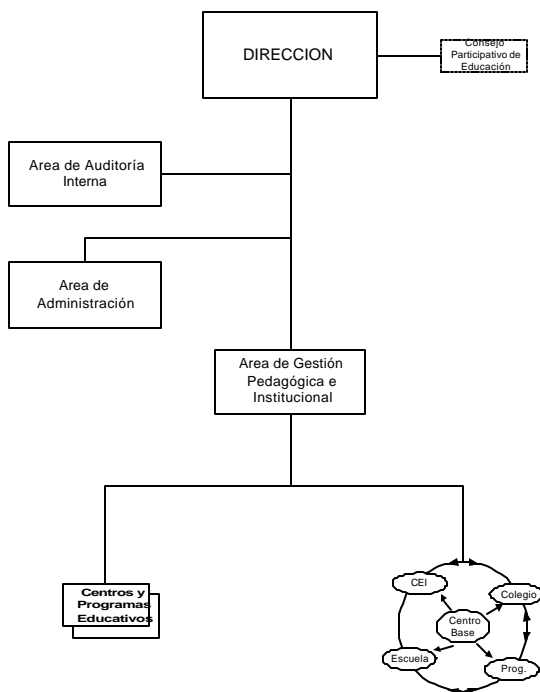 DIRECCION
Consejo
Participativo de
Educación
Area de Auditoría
Interna
Area de
Administración
Area de Gestión
Pedagógica e
Institucional
Centros y
Programas
Educativos
CEI
Colegio
Centro
Base
Escuela
Prog.